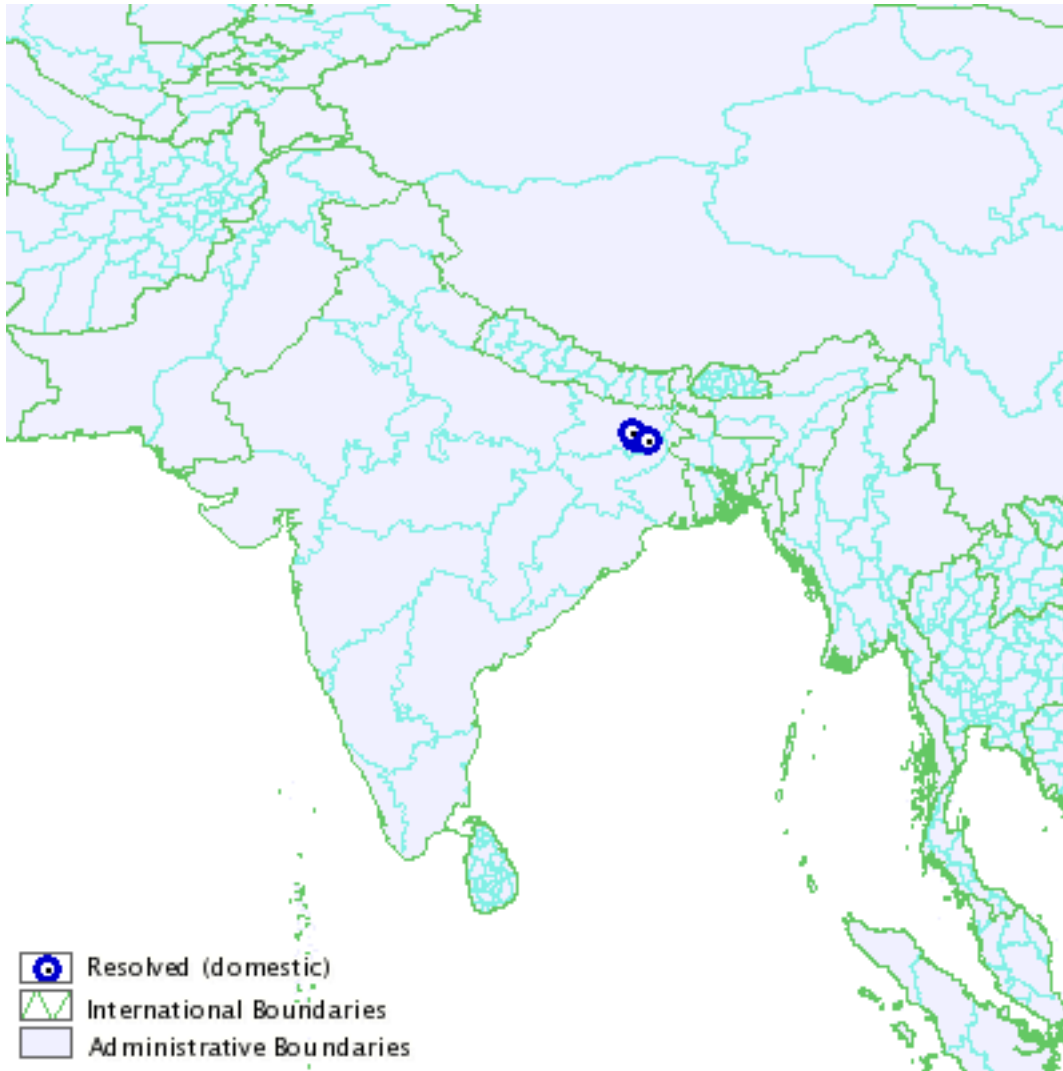 Resolved (domestic)
International Boundaries
Administrative Boundaries